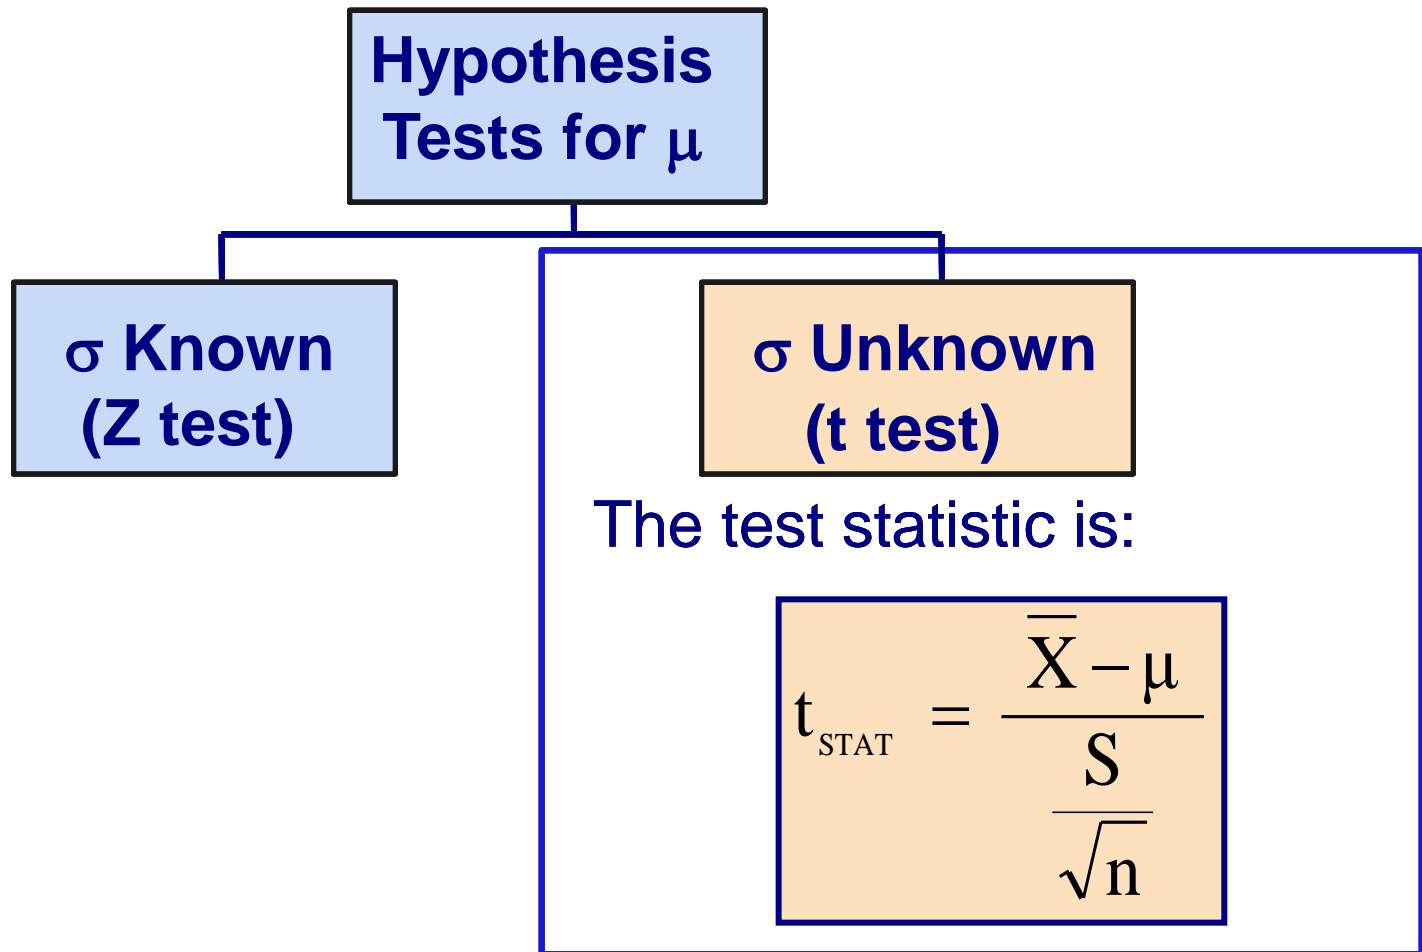 Hypothesis
Tests for μ
σ Known
(Z test)
σ Unknown
(t test)
The test statistic is:
t_STAT = (X̅ − μ) / (S / √n)